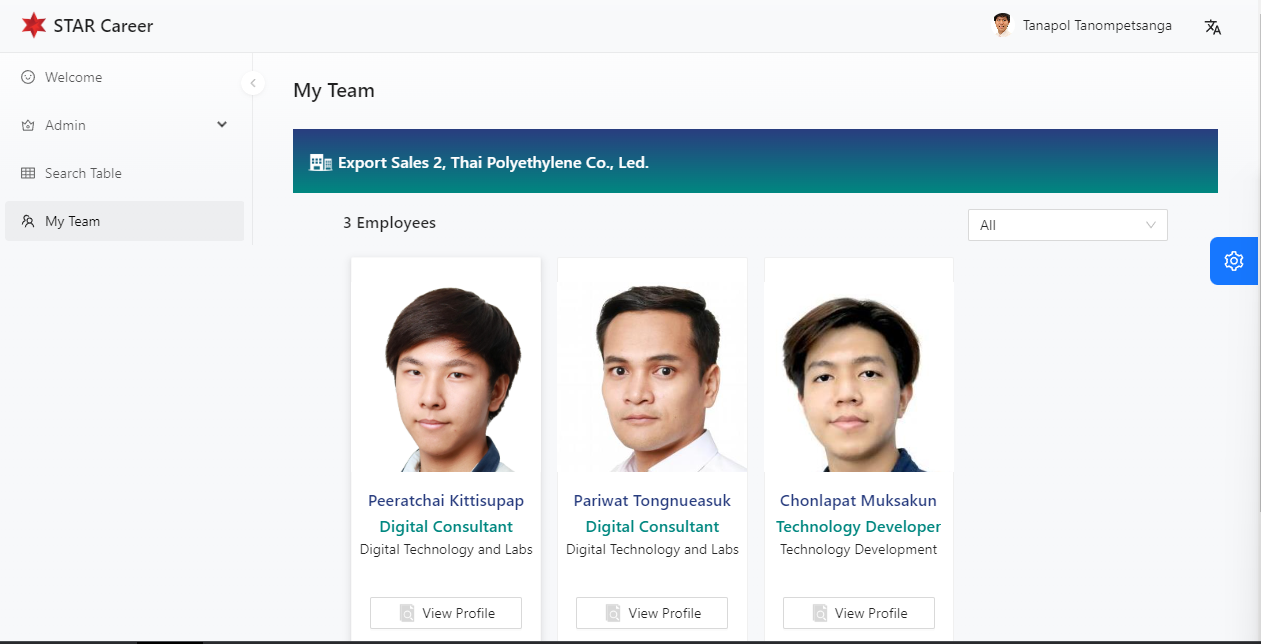 STAR Career
Tanapol Tanompetsanga
Welcome
Admin
Search Table
My Team
My Team
Export Sales 2, Thai Polyethylene Co., Led.
3 Employees
All
Peeratchai Kittisupap
Digital Consultant
Digital Technology and Labs
View Profile
Pariwat Tongnueasuk
Digital Consultant
Digital Technology and Labs
View Profile
Chonlapat Muksakun
Technology Developer
Technology Development
View Profile